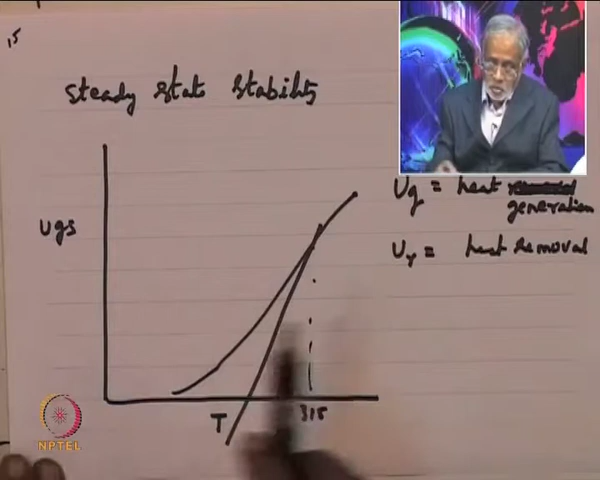 15
Steady State Stability
Ug = heat generation
Ugs
Ur = heat removal
T
315
NPTEL